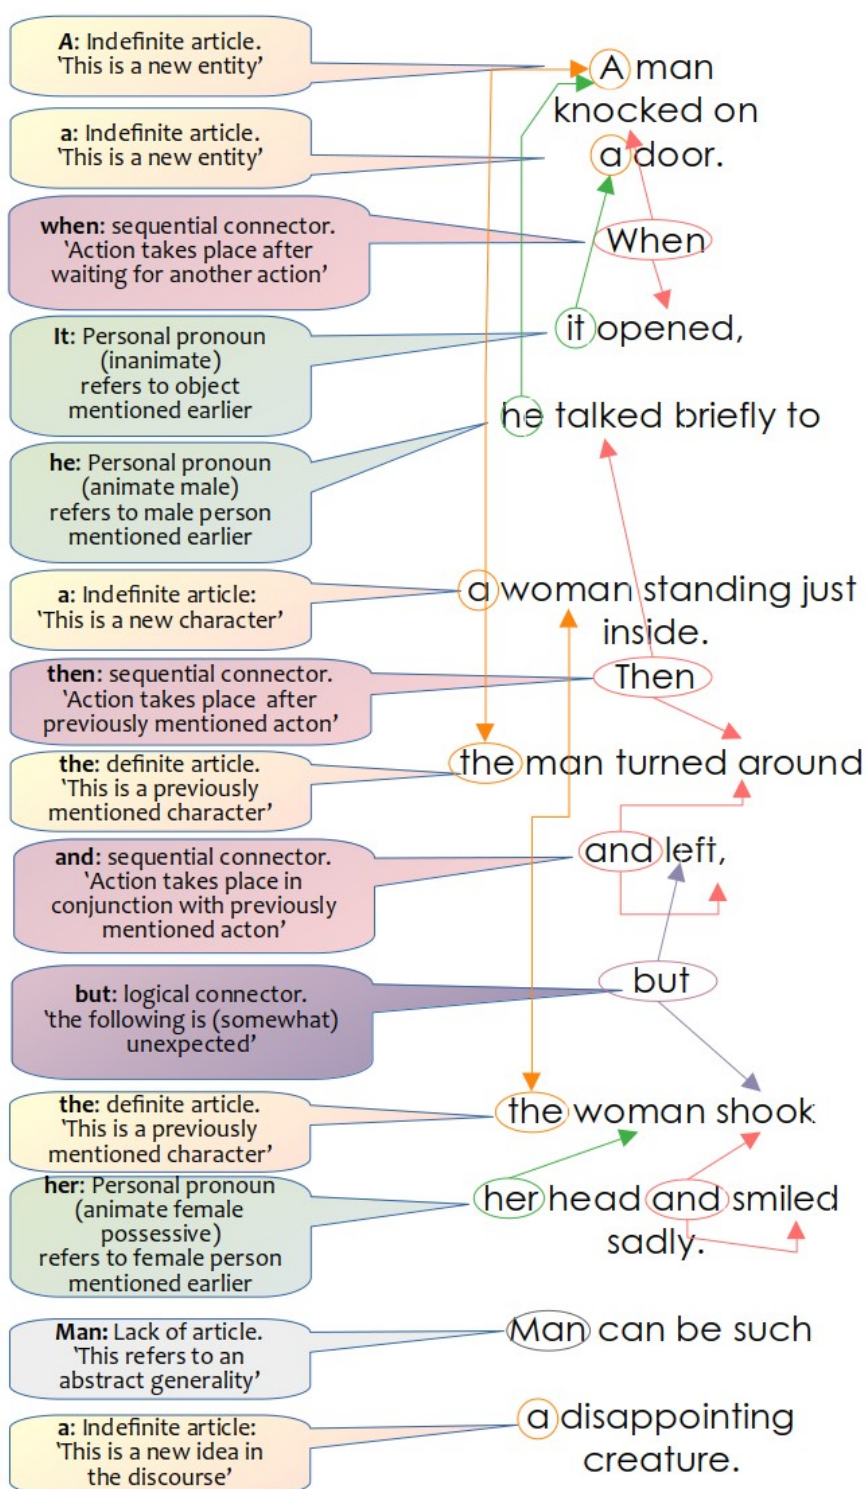 A: Indefinite article.
‘This is a new entity’
A man
knocked on
a: Indefinite article.
‘This is a new entity’
a door.
when: sequential connector.
‘Action takes place after
waiting for another action’
When
It: Personal pronoun
(inanimate)
refers to object
mentioned earlier
it opened,
he: Personal pronoun
(animate male)
refers to male person
mentioned earlier
he talked briefly to
a: Indefinite article:
‘This is a new character’
a woman standing just
inside.
then: sequential connector.
‘Action takes place after
previously mentioned acton’
Then
the: definite article.
‘This is a previously
mentioned character’
the man turned around
and: sequential connector.
‘Action takes place in
conjunction with previously
mentioned acton’
and left,
but: logical connector.
‘the following is (somewhat)
unexpected’
but
the: definite article.
‘This is a previously
mentioned character’
the woman shook
her: Personal pronoun
(animate female
possessive)
refers to female person
mentioned earlier
her head and smiled
sadly.
Man: Lack of article.
‘This refers to an
abstract generality’
Man can be such
a: Indefinite article:
‘This is a new idea in
the discourse’
a disappointing
creature.